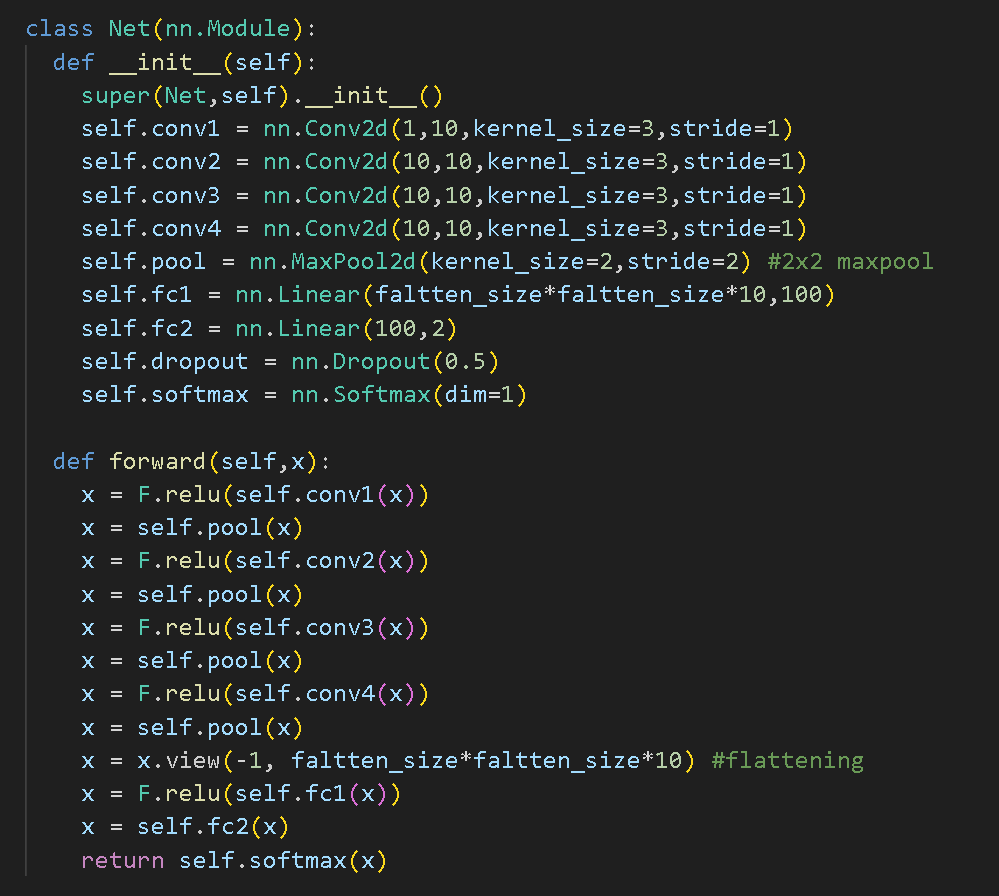 class Net(nn.Module):
  def __init__(self):
    super(Net,self).__init__()
    self.conv1 = nn.Conv2d(1,10,kernel_size=3,stride=1)
    self.conv2 = nn.Conv2d(10,10,kernel_size=3,stride=1)
    self.conv3 = nn.Conv2d(10,10,kernel_size=3,stride=1)
    self.conv4 = nn.Conv2d(10,10,kernel_size=3,stride=1)
    self.pool = nn.MaxPool2d(kernel_size=2,stride=2) #2x2 maxpool
    self.fc1 = nn.Linear(faltten_size*faltten_size*10,100)
    self.fc2 = nn.Linear(100,2)
    self.dropout = nn.Dropout(0.5)
    self.softmax = nn.Softmax(dim=1)

  def forward(self,x):
    x = F.relu(self.conv1(x))
    x = self.pool(x)
    x = F.relu(self.conv2(x))
    x = self.pool(x)
    x = F.relu(self.conv3(x))
    x = self.pool(x)
    x = F.relu(self.conv4(x))
    x = self.pool(x)
    x = x.view(-1, faltten_size*faltten_size*10) #flattening
    x = F.relu(self.fc1(x))
    x = self.fc2(x)
    return self.softmax(x)